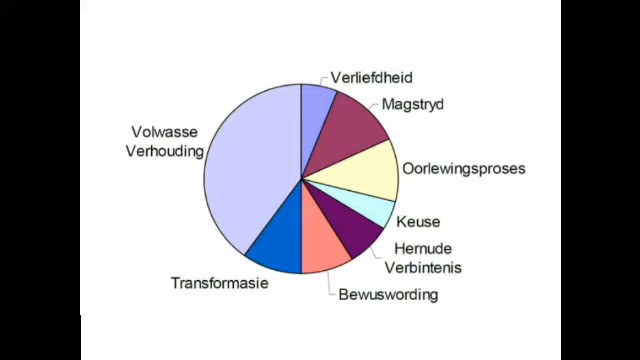 Verliefdheid
Magstryd
Oorlewingsproses
Keuse
Hernude
Verbintenis
Bewuswording
Transformasie
Volwasse
Verhouding